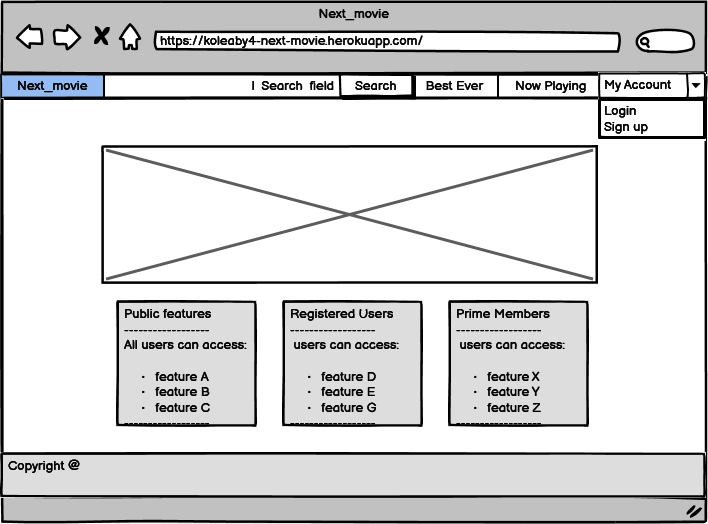 Next_movie
https://koleaby4-next-movie.herokuapp.com/
Next_movie
I Search field
Search
Best Ever
Now Playing
My Account
Login
Sign up
Public features
------------------
All users can access:
· feature A
· feature B
· feature C
------------------
Registered Users
------------------
users can access:
· feature D
· feature E
· feature G
------------------
Prime Members
------------------
users can access:
· feature X
· feature Y
· feature Z
------------------
Copyright @